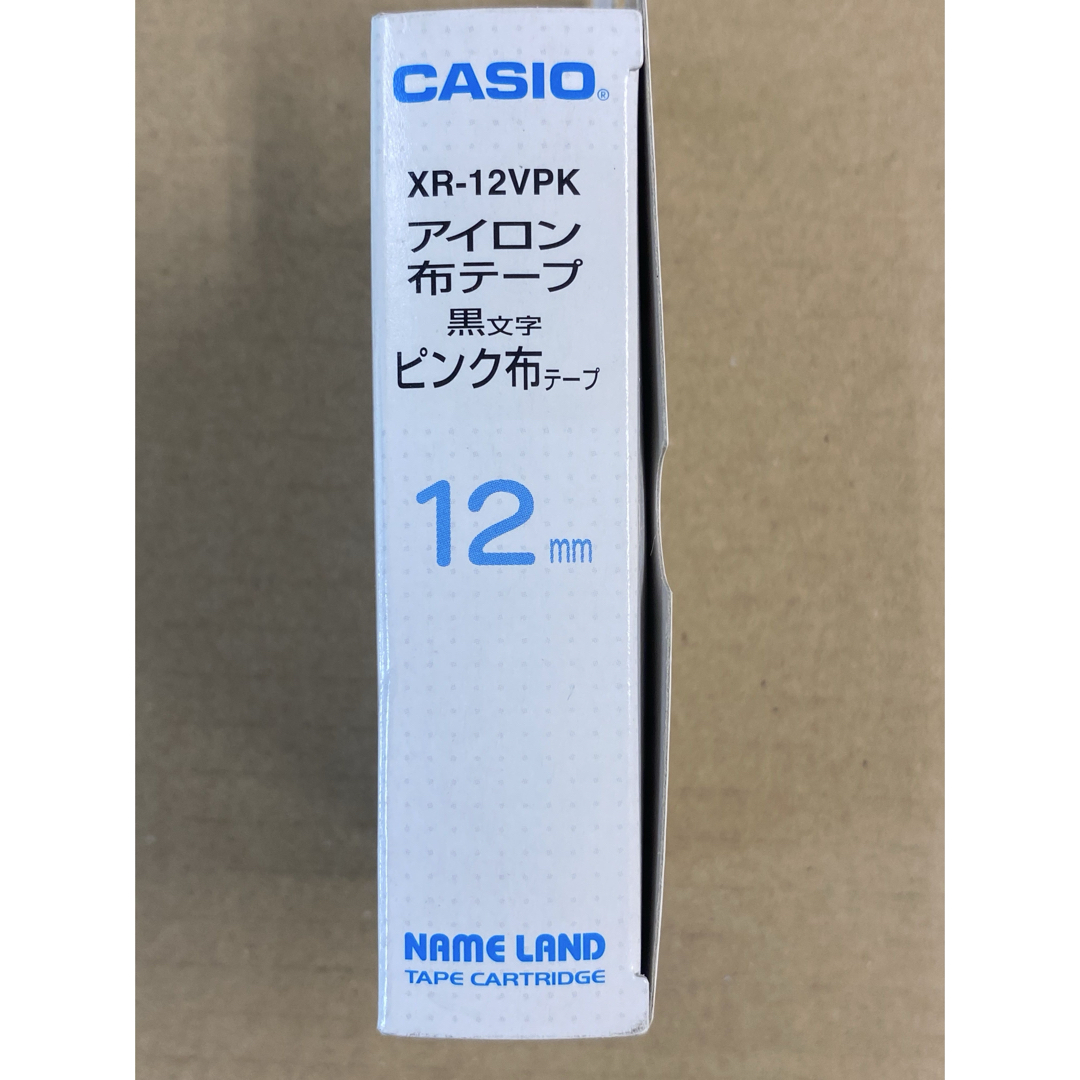 CASIO®
XR-12VPK
アイロン
布テープ
黒文字
ピンク布テープ
12mm
NAME LAND
TAPE CARTRIDGE